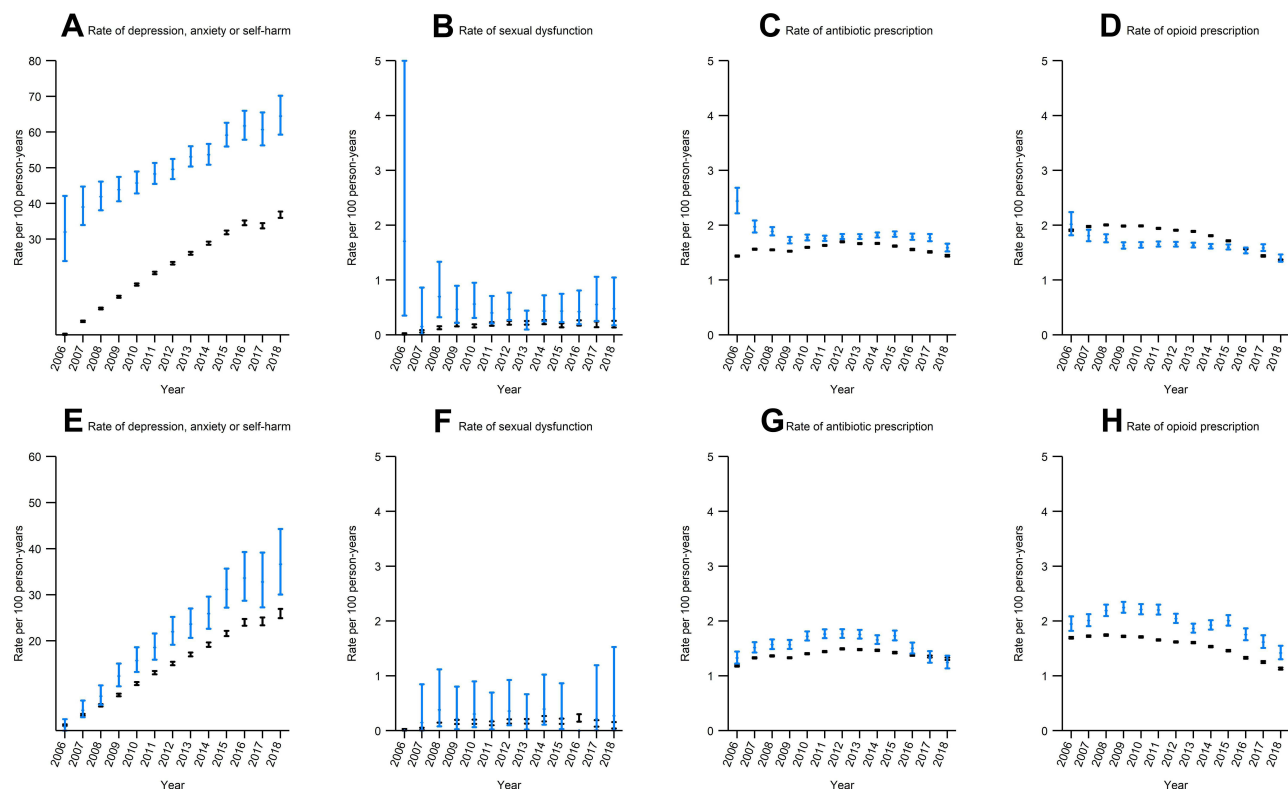 A Rate of depression, anxiety or self-harm
Rate per 100 person-years
80
70
60
50
40
30
2006 2007 2008 2009 2010 2011 2012 2013 2014 2015 2016 2017 2018
Year
B Rate of sexual dysfunction
Rate per 100 person-years
5
4
3
2
1
0
2006 2007 2008 2009 2010 2011 2012 2013 2014 2015 2016 2017 2018
Year
C Rate of antibiotic prescription
Rate per 100 person-years
5
4
3
2
1
0
2006 2007 2008 2009 2010 2011 2012 2013 2014 2015 2016 2017 2018
Year
D Rate of opioid prescription
Rate per 100 person-years
5
4
3
2
1
0
2006 2007 2008 2009 2010 2011 2012 2013 2014 2015 2016 2017 2018
Year
E Rate of depression, anxiety or self-harm
Rate per 100 person-years
60
50
40
30
20
2006 2007 2008 2009 2010 2011 2012 2013 2014 2015 2016 2017 2018
Year
F Rate of sexual dysfunction
Rate per 100 person-years
5
4
3
2
1
0
2006 2007 2008 2009 2010 2011 2012 2013 2014 2015 2016 2017 2018
Year
G Rate of antibiotic prescription
Rate per 100 person-years
5
4
3
2
1
0
2006 2007 2008 2009 2010 2011 2012 2013 2014 2015 2016 2017 2018
Year
H Rate of opioid prescription
Rate per 100 person-years
5
4
3
2
1
0
2006 2007 2008 2009 2010 2011 2012 2013 2014 2015 2016 2017 2018
Year